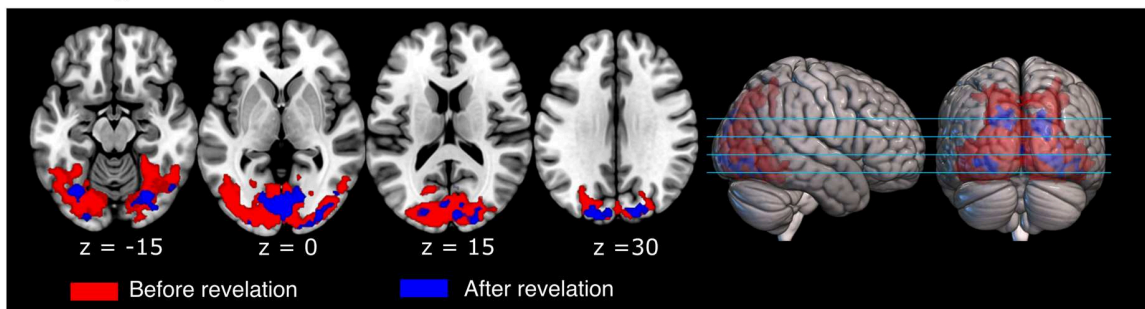 z = -15
z = 0
z = 15
z =30
Before revelation
After revelation